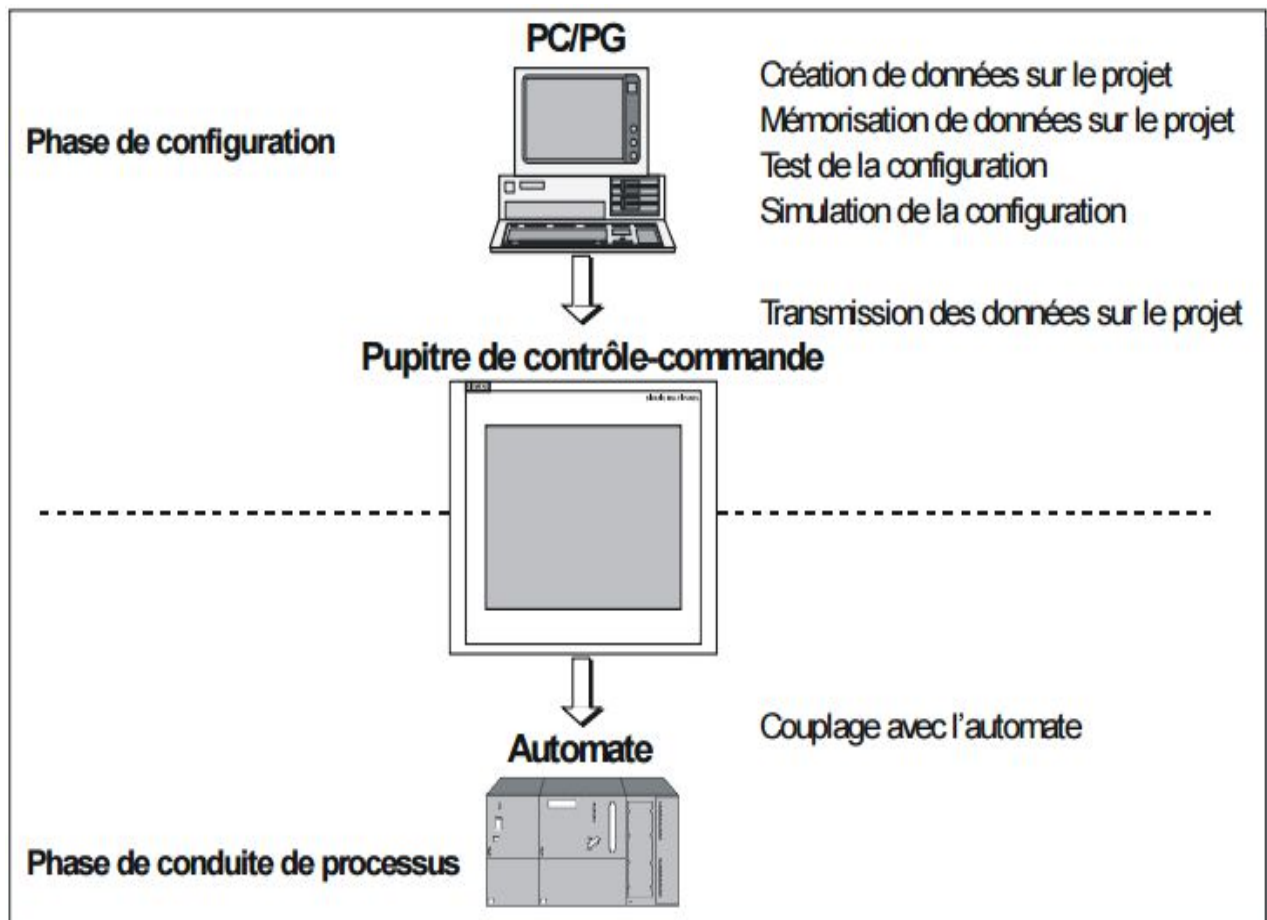 PC/PG
Création de données sur le projet
Mémorisation de données sur le projet
Phase de configuration
Test de la configuration
Simulation de la configuration
Transmission des données sur le projet
Pupitre de contrôle-commande
Couplage avec l'automate
Automate
Phase de conduite de processus